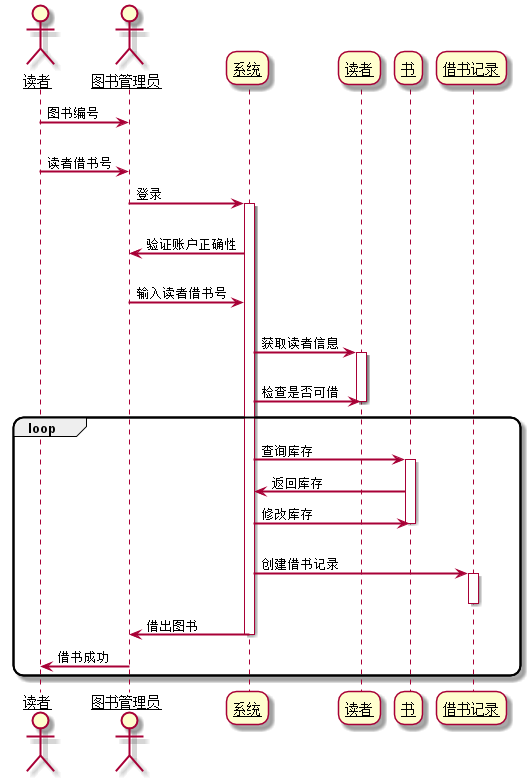 读者
图书管理员
系统
读者
书
借书记录
图书编号
读者借书号
登录
验证账户正确性
输入读者借书号
获取读者信息
检查是否可借
loop
查询库存
返回库存
修改库存
创建借书记录
借出图书
借书成功
读者
图书管理员
系统
读者
书
借书记录